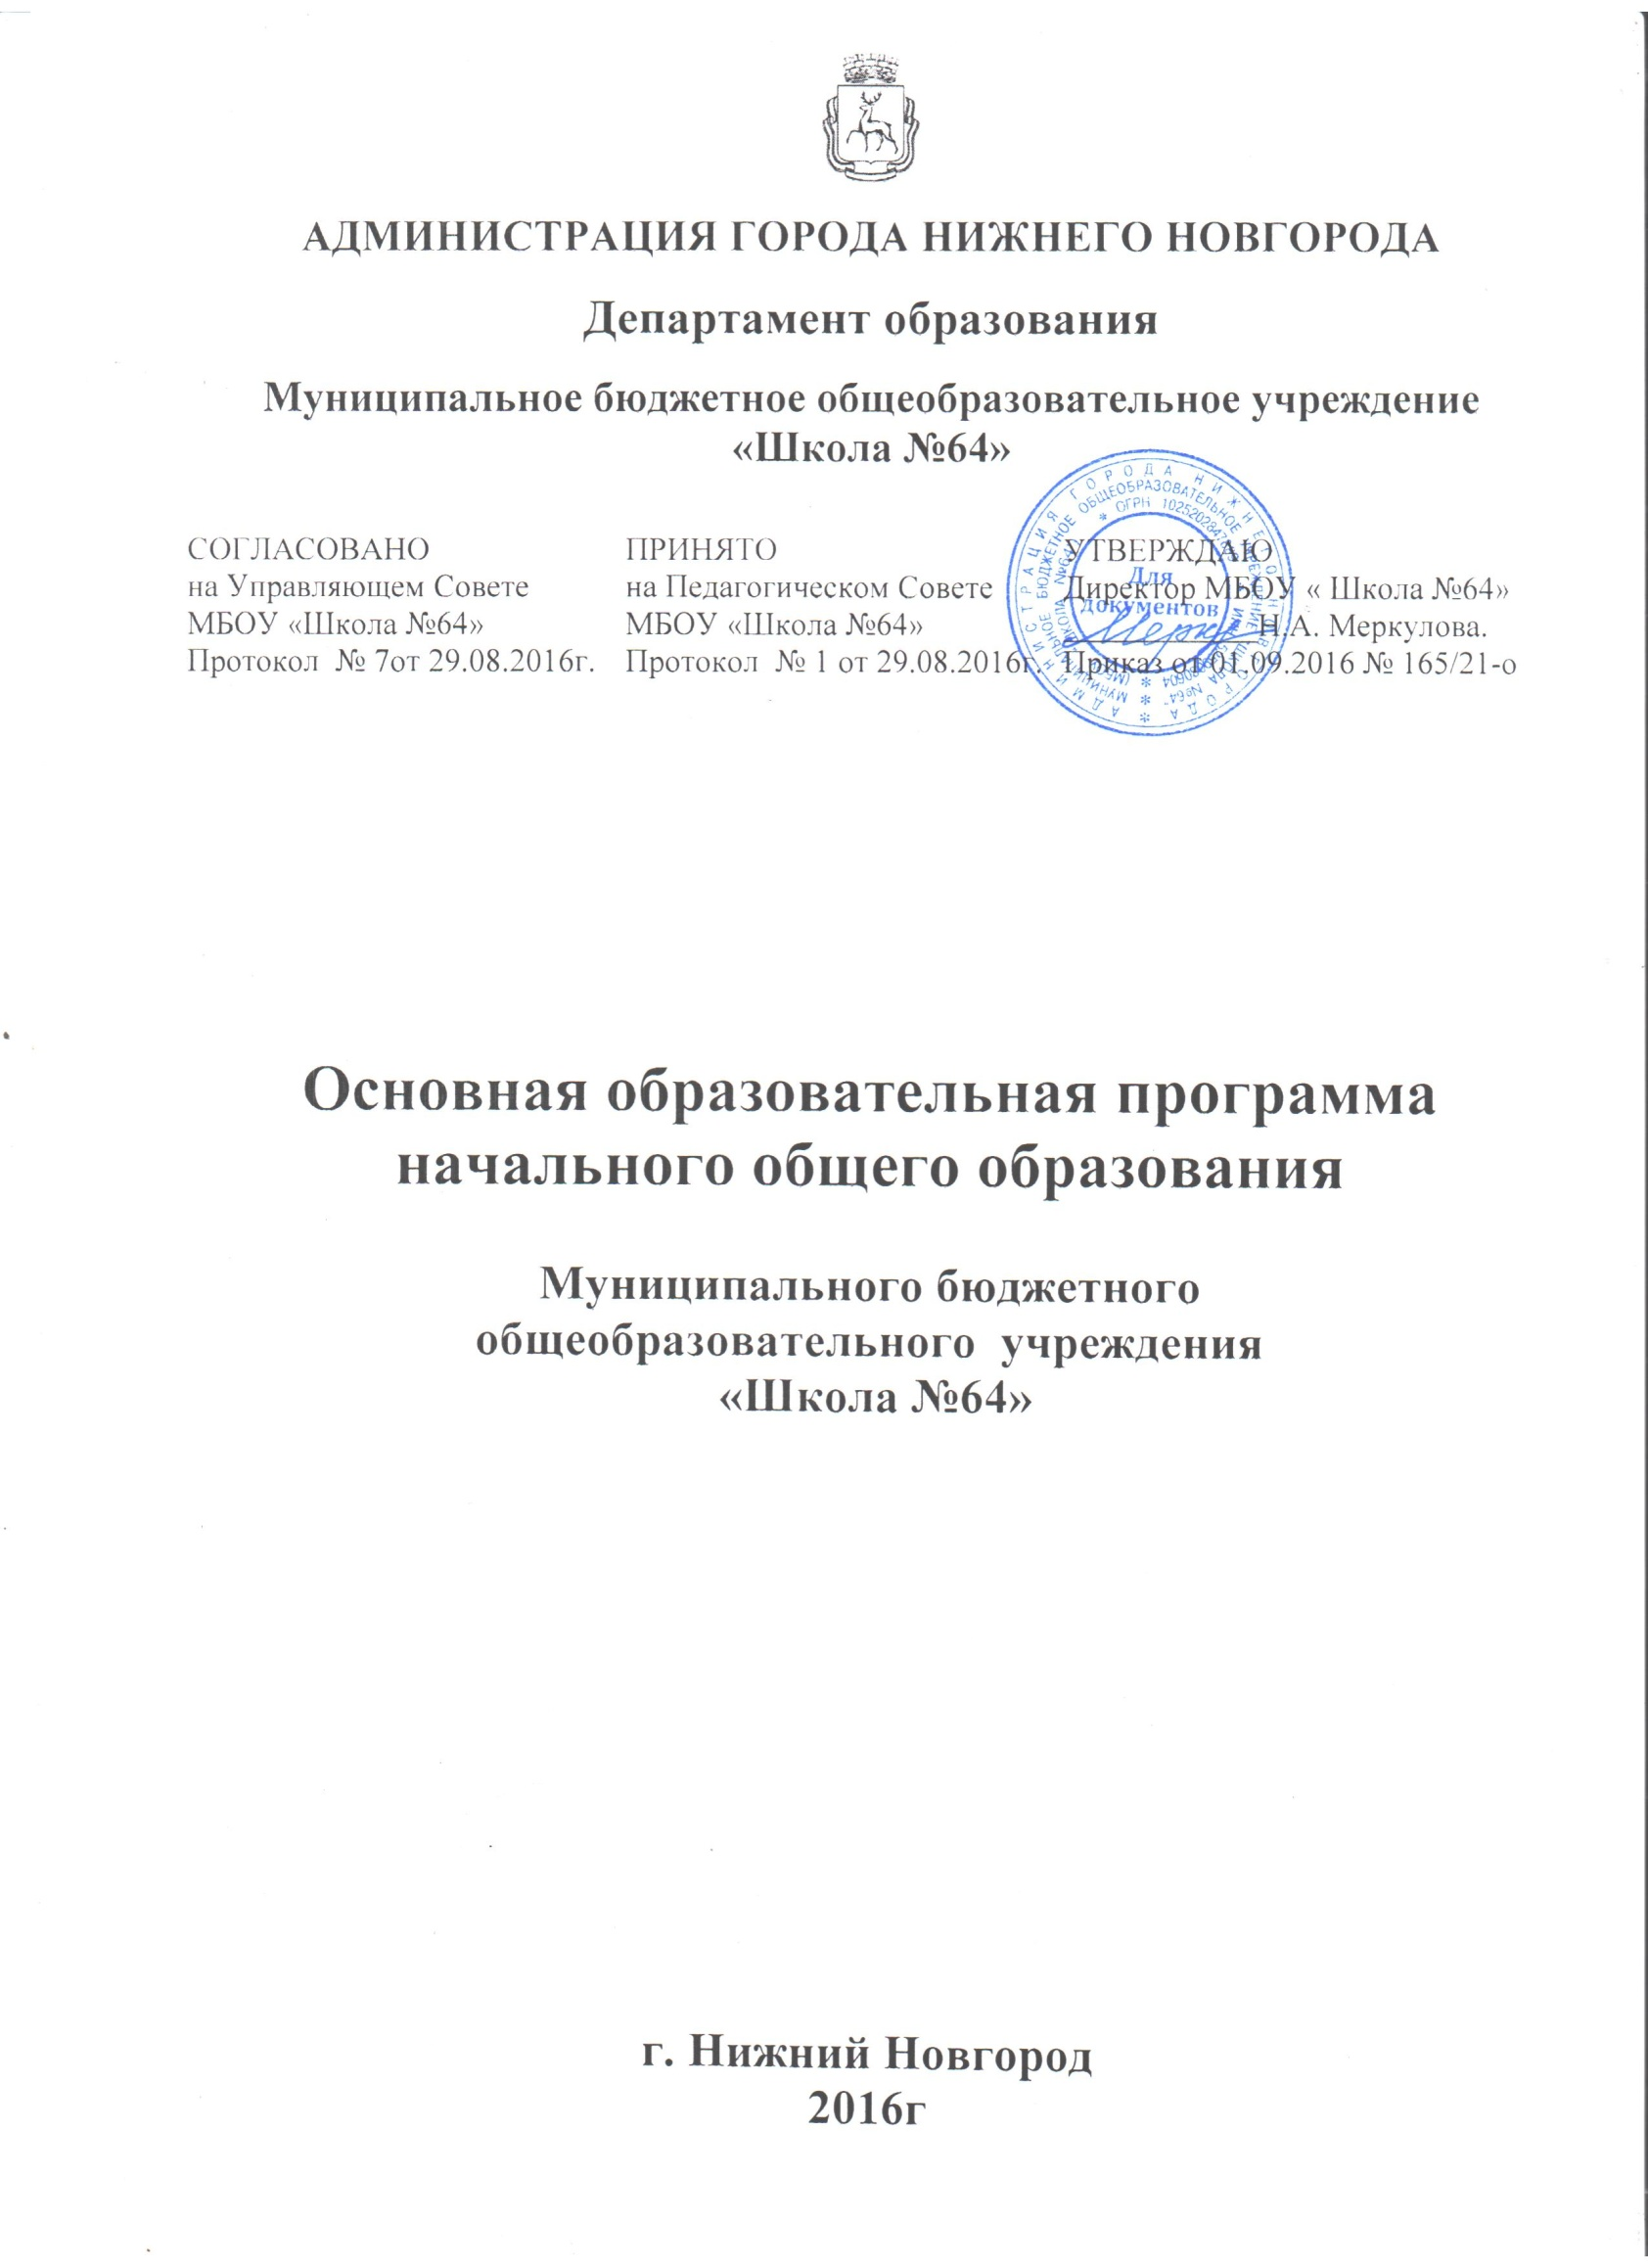 АДМИНИСТРАЦИЯ ГОРОДА НИЖНЕГО НОВГОРОДА
Департамент образования
Муниципальное бюджетное общеобразовательное учреждение
«Школа №64»
СОГЛАСОВАНО
на Управляющем Совете
МБОУ «Школа №64»
Протокол № 7от 29.08.2016г.
ПРИНЯТО
на Педагогическом Совете
МБОУ «Школа №64»
Протокол № 1 от 29.08.2016г.
УТВЕРЖДАЮ
Директор МБОУ « Школа №64»
Н.А. Меркулова.
Приказ от 01.09.2016 № 165/21-о
Для
документов
Основная образовательная программа
начального общего образования
Муниципального бюджетного
общеобразовательного учреждения
«Школа №64»
г. Нижний Новгород
2016г